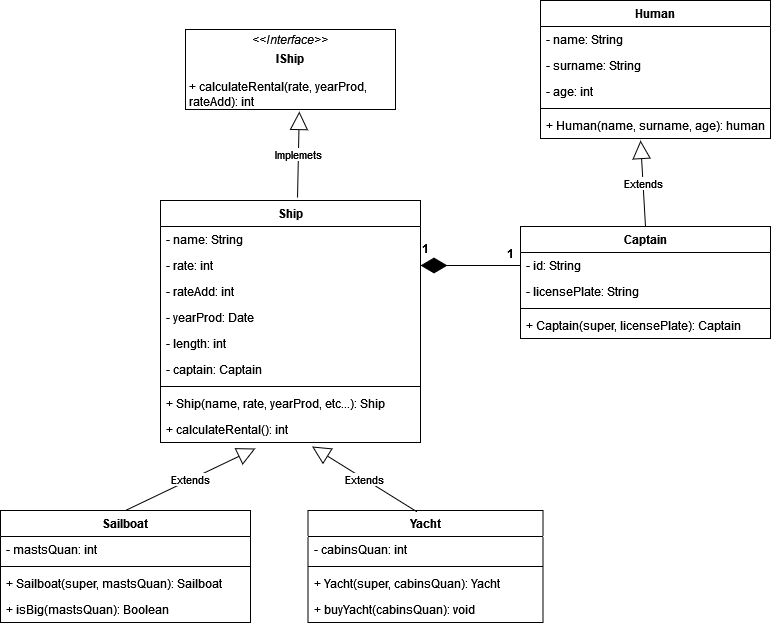 <<Interface>>
IShip
+ calculateRental(rate, yearProd,
rateAdd): int
Human
- name: String
- surname: String
- age: int
+ Human(name, surname, age): human
Implemets
Extends
Ship
- name: String
- rate: int
- rateAdd: int
- yearProd: Date
- length: int
- captain: Captain
+ Ship(name, rate, yearProd, etc...): Ship
+ calculateRental(): int
1
1
Captain
- id: String
- licensePlate: String
+ Captain(super, licensePlate): Captain
Extends
Extends
Sailboat
- mastsQuan: int
+ Sailboat(super, mastsQuan): Sailboat
+ isBig(mastsQuan): Boolean
Yacht
- cabinsQuan: int
+ Yacht(super, cabinsQuan): Yacht
+ buyYacht(cabinsQuan): void